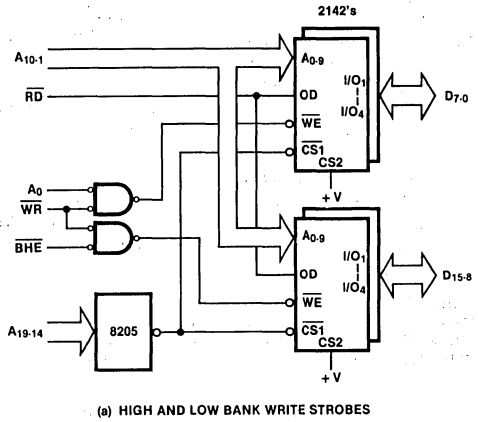 2142's
A10-1
A0-9
I/O1
RD
OD
D7-0
I/O4
WE
CS1
CS2
A0
+ V
WR
A0-9
I/O1
BHE
OD
D15-8
I/O4
WE
A19-14
8205
CS1
CS2
+ V
(a) HIGH AND LOW BANK WRITE STROBES